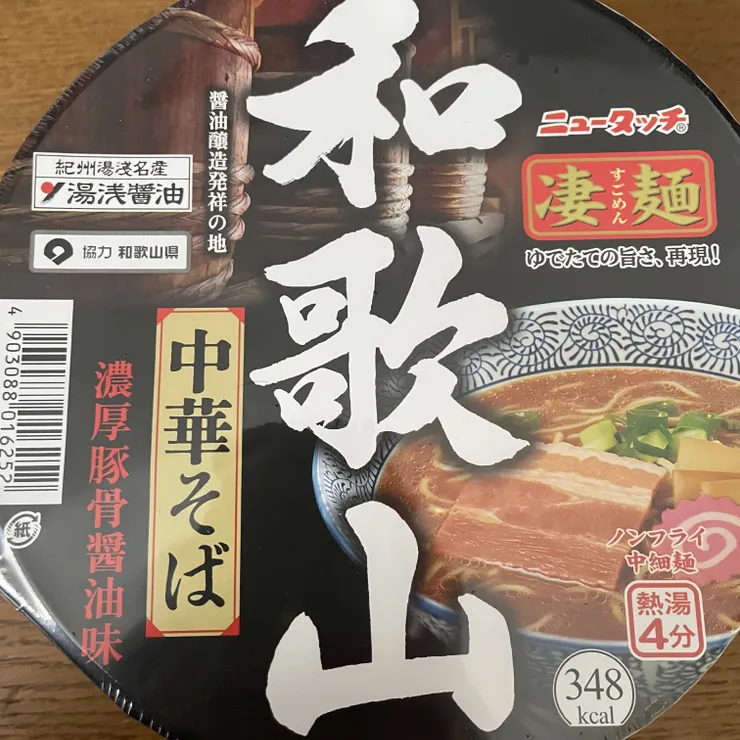 和歌山
ニュータッチ®
凄麺
すごめん
ゆでたての旨さ、再現!
醤油醸造発祥の地
紀州湯浅名産
湯浅醤油
協力 和歌山県
中華そば
濃厚豚骨醤油味
4903088016252
紙
ノンフライ
中細麺
熱湯
4分
348
kcal